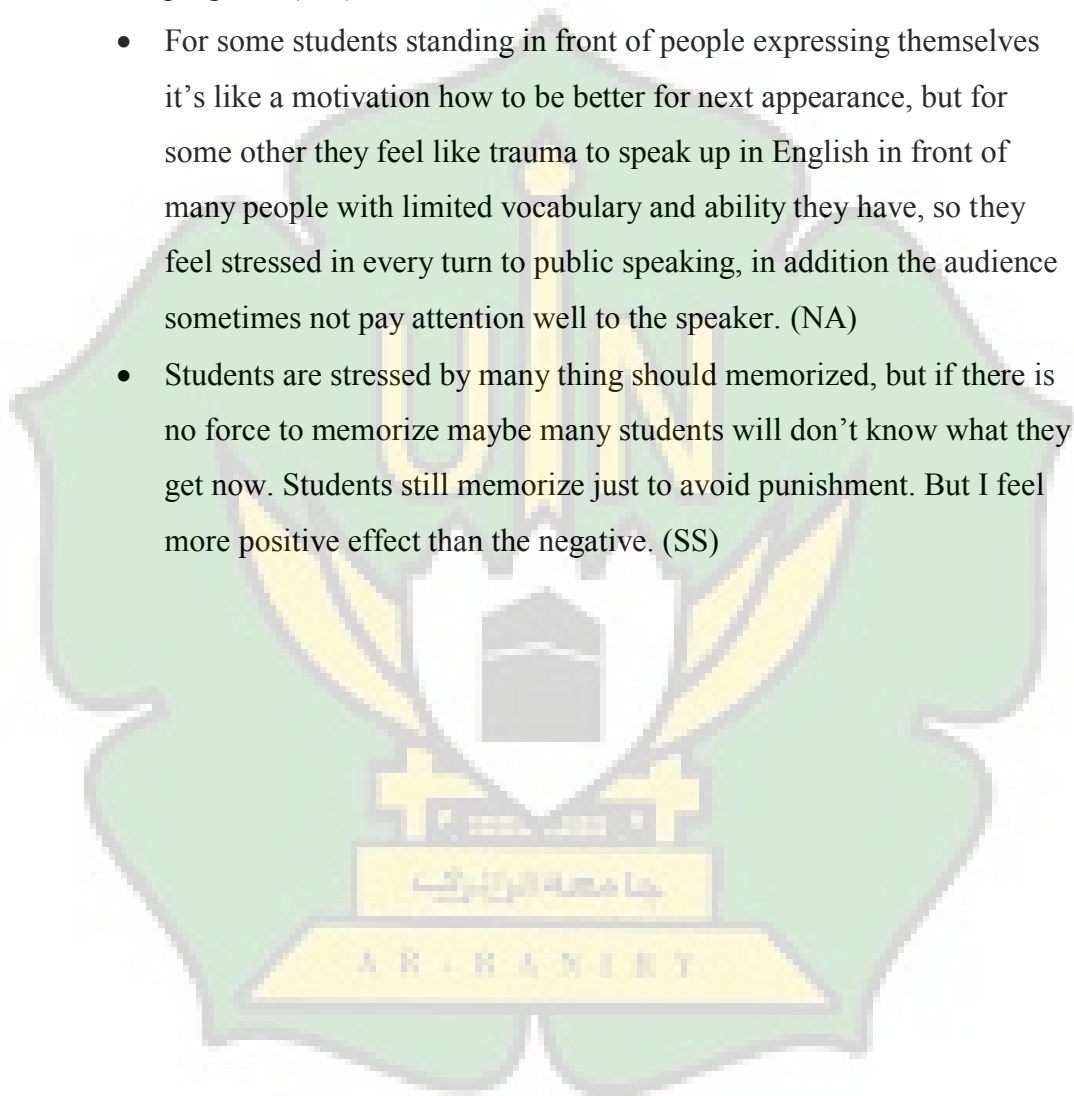 • For some students standing in front of people expressing themselves
it’s like a motivation how to be better for next appearance, but for
some other they feel like trauma to speak up in English in front of
many people with limited vocabulary and ability they have, so they
feel stressed in every turn to public speaking, in addition the audience
sometimes not pay attention well to the speaker. (NA)
• Students are stressed by many thing should memorized, but if there is
no force to memorize maybe many students will don’t know what they
get now. Students still memorize just to avoid punishment. But I feel
more positive effect than the negative. (SS)
UIN
جامعة الرانيري
AR-RANIRY